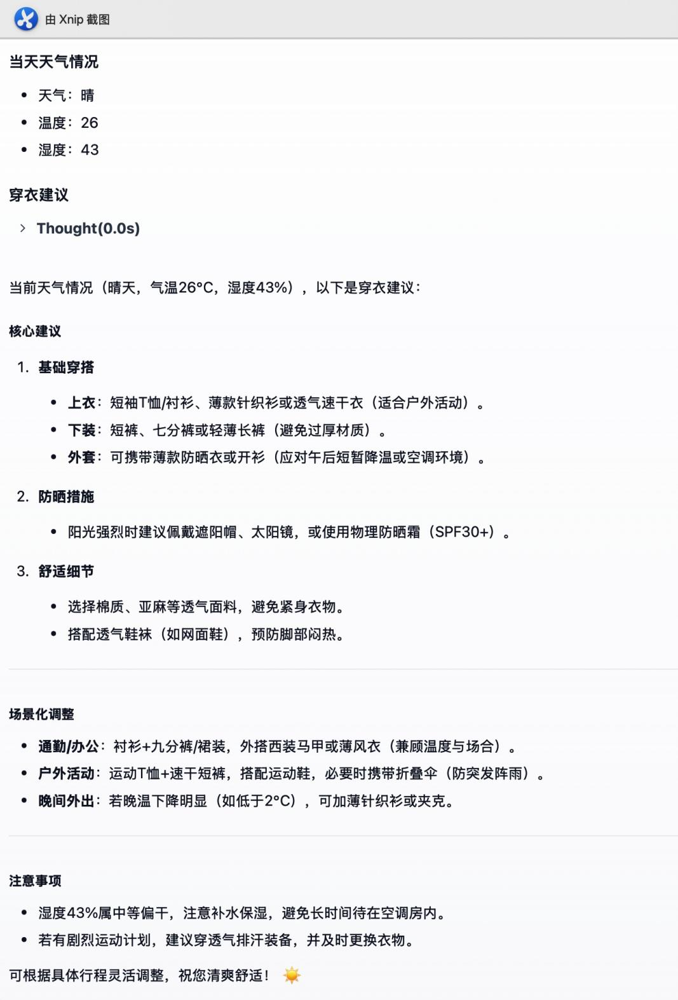 由 Xnip 截图
当天天气情况
• 天气：晴
• 温度：26
• 湿度：43
穿衣建议
> Thought(0.0s)
当前天气情况（晴天，气温26°C，湿度43%），以下是穿衣建议：
核心建议
1. 基础穿搭
• 上衣：短袖T恤/衬衫、薄款针织衫或透气速干衣（适合户外活动）。
• 下装：短裤、七分裤或轻薄长裤（避免过厚材质）。
• 外套：可携带薄款防晒衣或开衫（应对午后短暂降温或空调环境）。
2. 防晒措施
• 阳光强烈时建议佩戴遮阳帽、太阳镜，或使用物理防晒霜（SPF30+）。
3. 舒适细节
• 选择棉质、亚麻等透气面料，避免紧身衣物。
• 搭配透气鞋袜（如网面鞋），预防脚部闷热。
场景化调整
• 通勤/办公：衬衫+九分裤/裙装，外搭西装马甲或薄风衣（兼顾温度与场合）。
• 户外活动：运动T恤+速干短裤，搭配运动鞋，必要时携带折叠伞（防突发阵雨）。
• 晚间外出：若晚温下降明显（如低于2°C），可加薄针织衫或夹克。
注意事项
• 湿度43%属中等偏干，注意补水保湿，避免长时间待在空调房内。
• 若有剧烈运动计划，建议穿透气排汗装备，并及时更换衣物。
可根据具体行程灵活调整，祝您清爽舒适！ ☀️